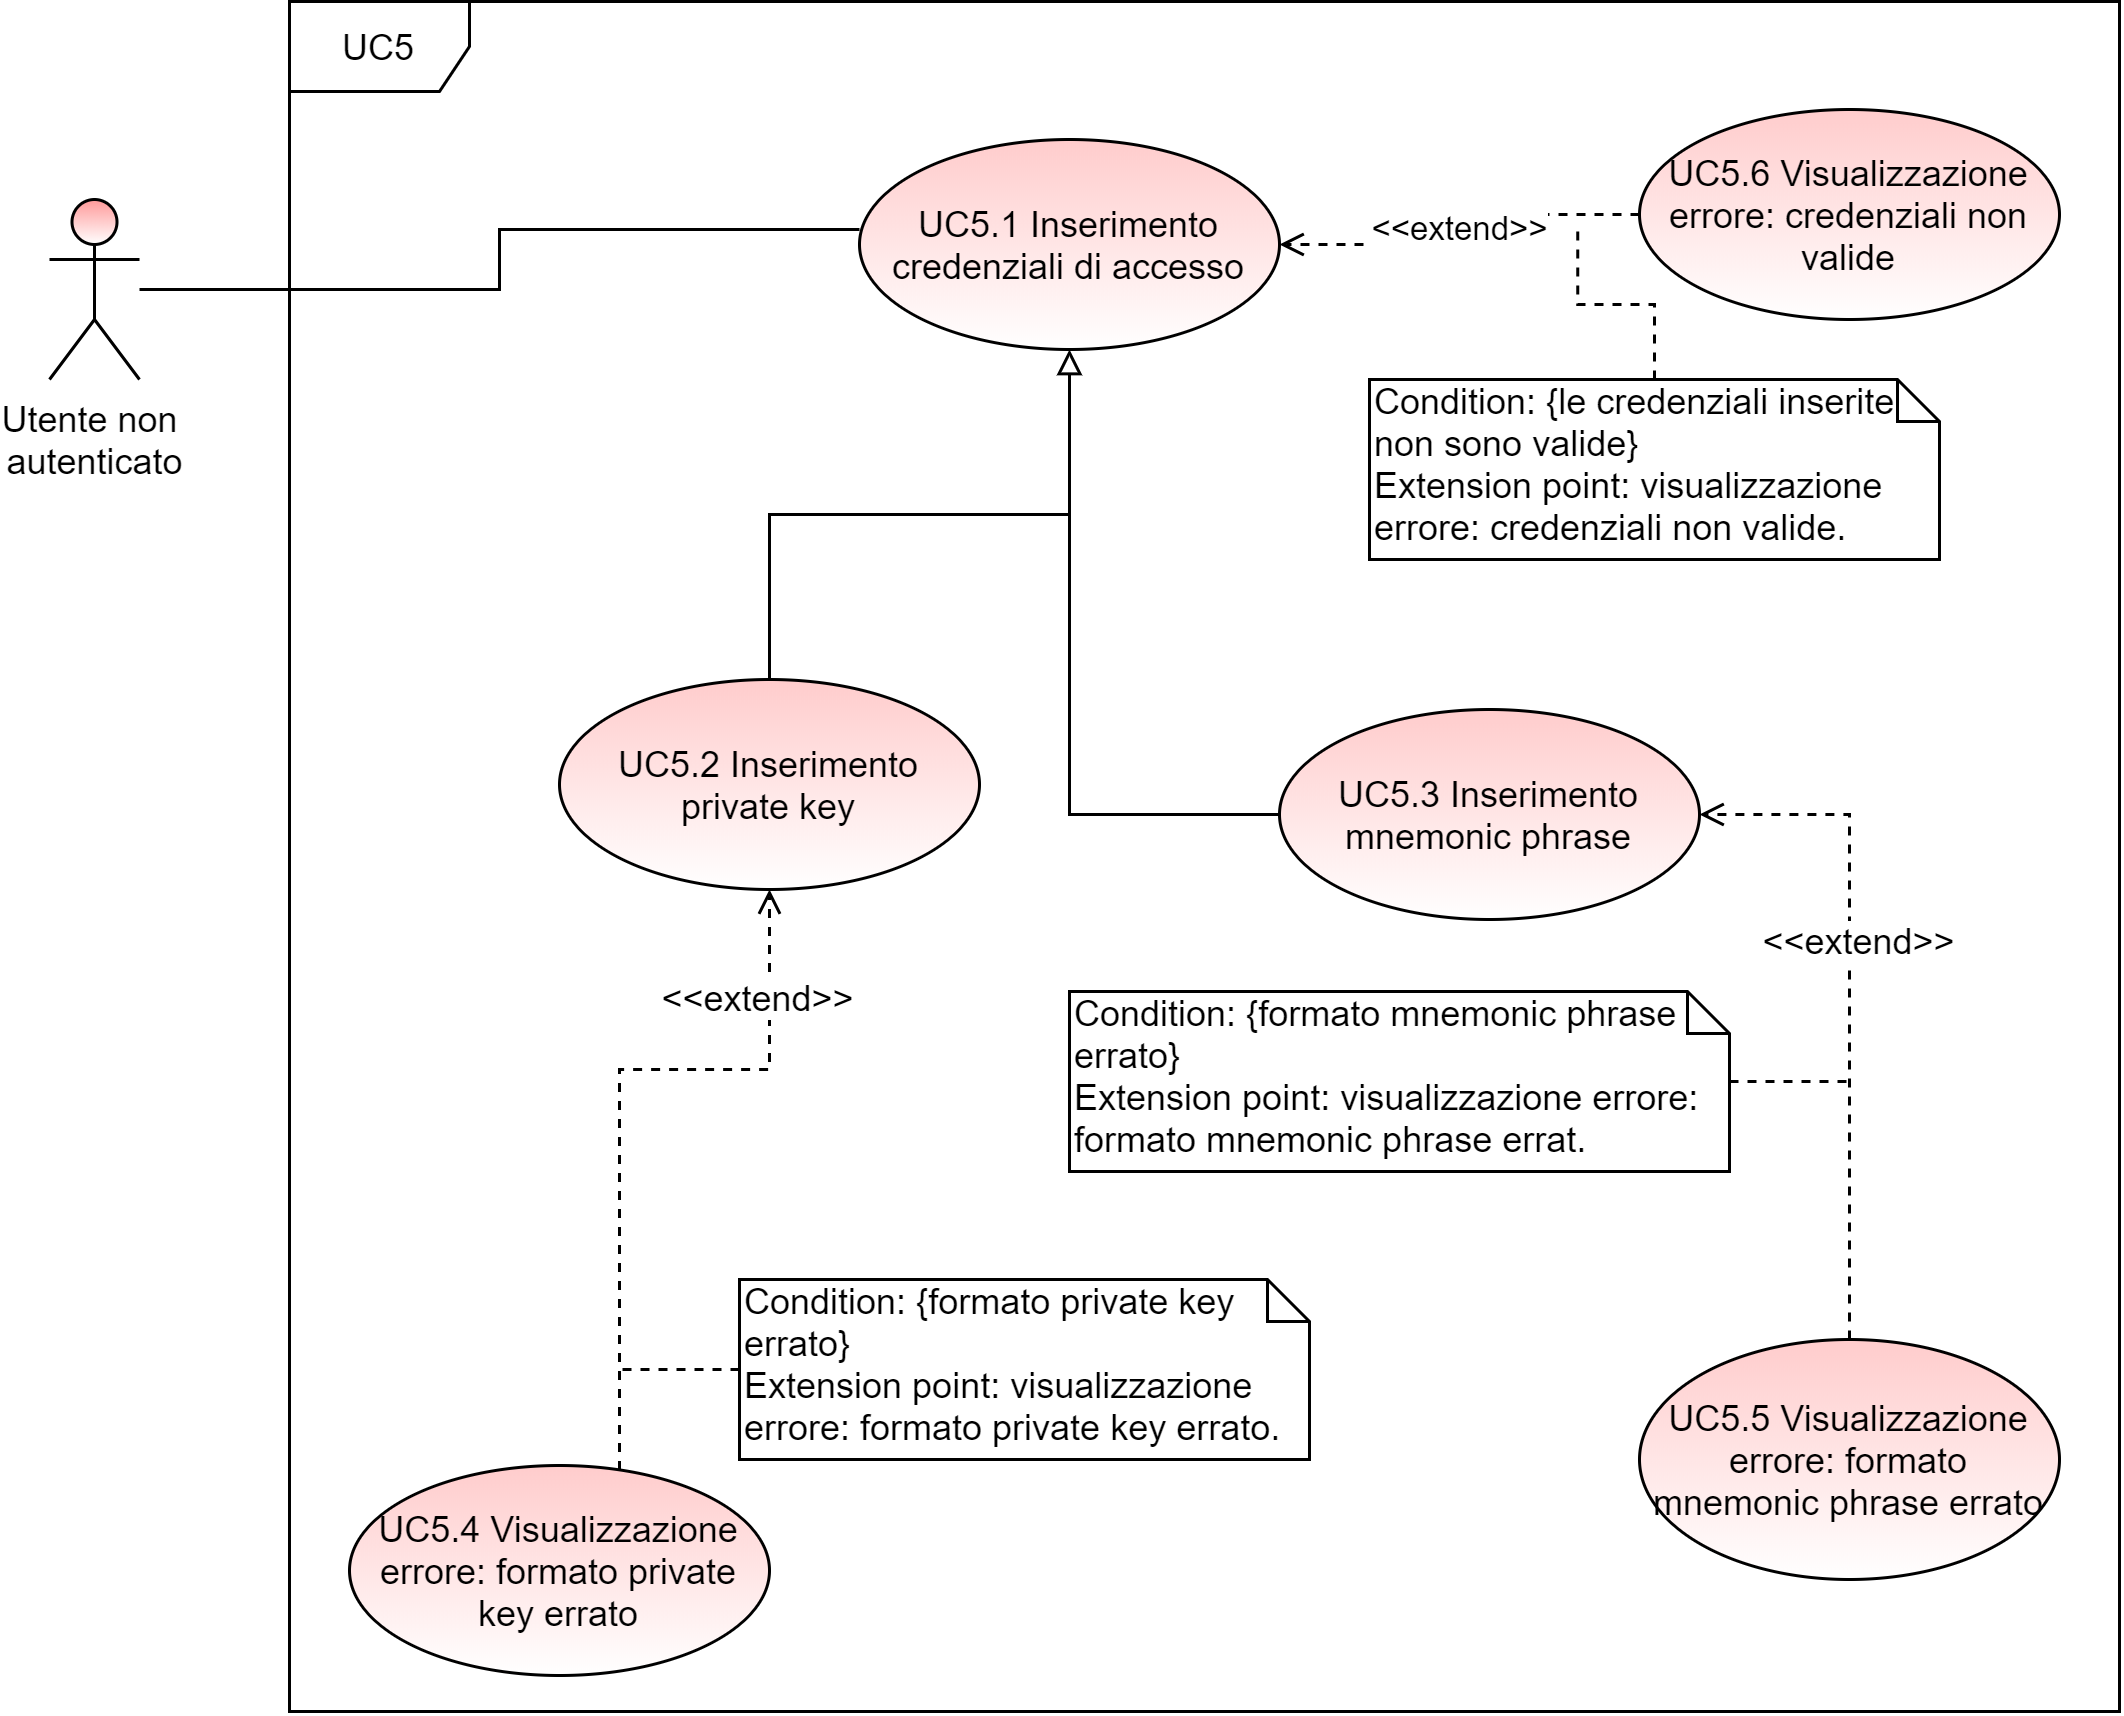 UC5
UC5.6 Visualizzazione
errore: credenziali non
valide
UC5.1 Inserimento
credenziali di accesso
<<extend>>
Utente non
autenticato
Condition: {le credenziali inserite
non sono valide}
Extension point: visualizzazione
errore: credenziali non valide.
UC5.2 Inserimento
private key
UC5.3 Inserimento
mnemonic phrase
<<extend>>
<<extend>>
Condition: {formato mnemonic phrase
errato}
Extension point: visualizzazione errore:
formato mnemonic phrase errat.
Condition: {formato private key
errato}
Extension point: visualizzazione
errore: formato private key errato.
UC5.5 Visualizzazione
errore: formato
mnemonic phrase errato
UC5.4 Visualizzazione
errore: formato private
key errato